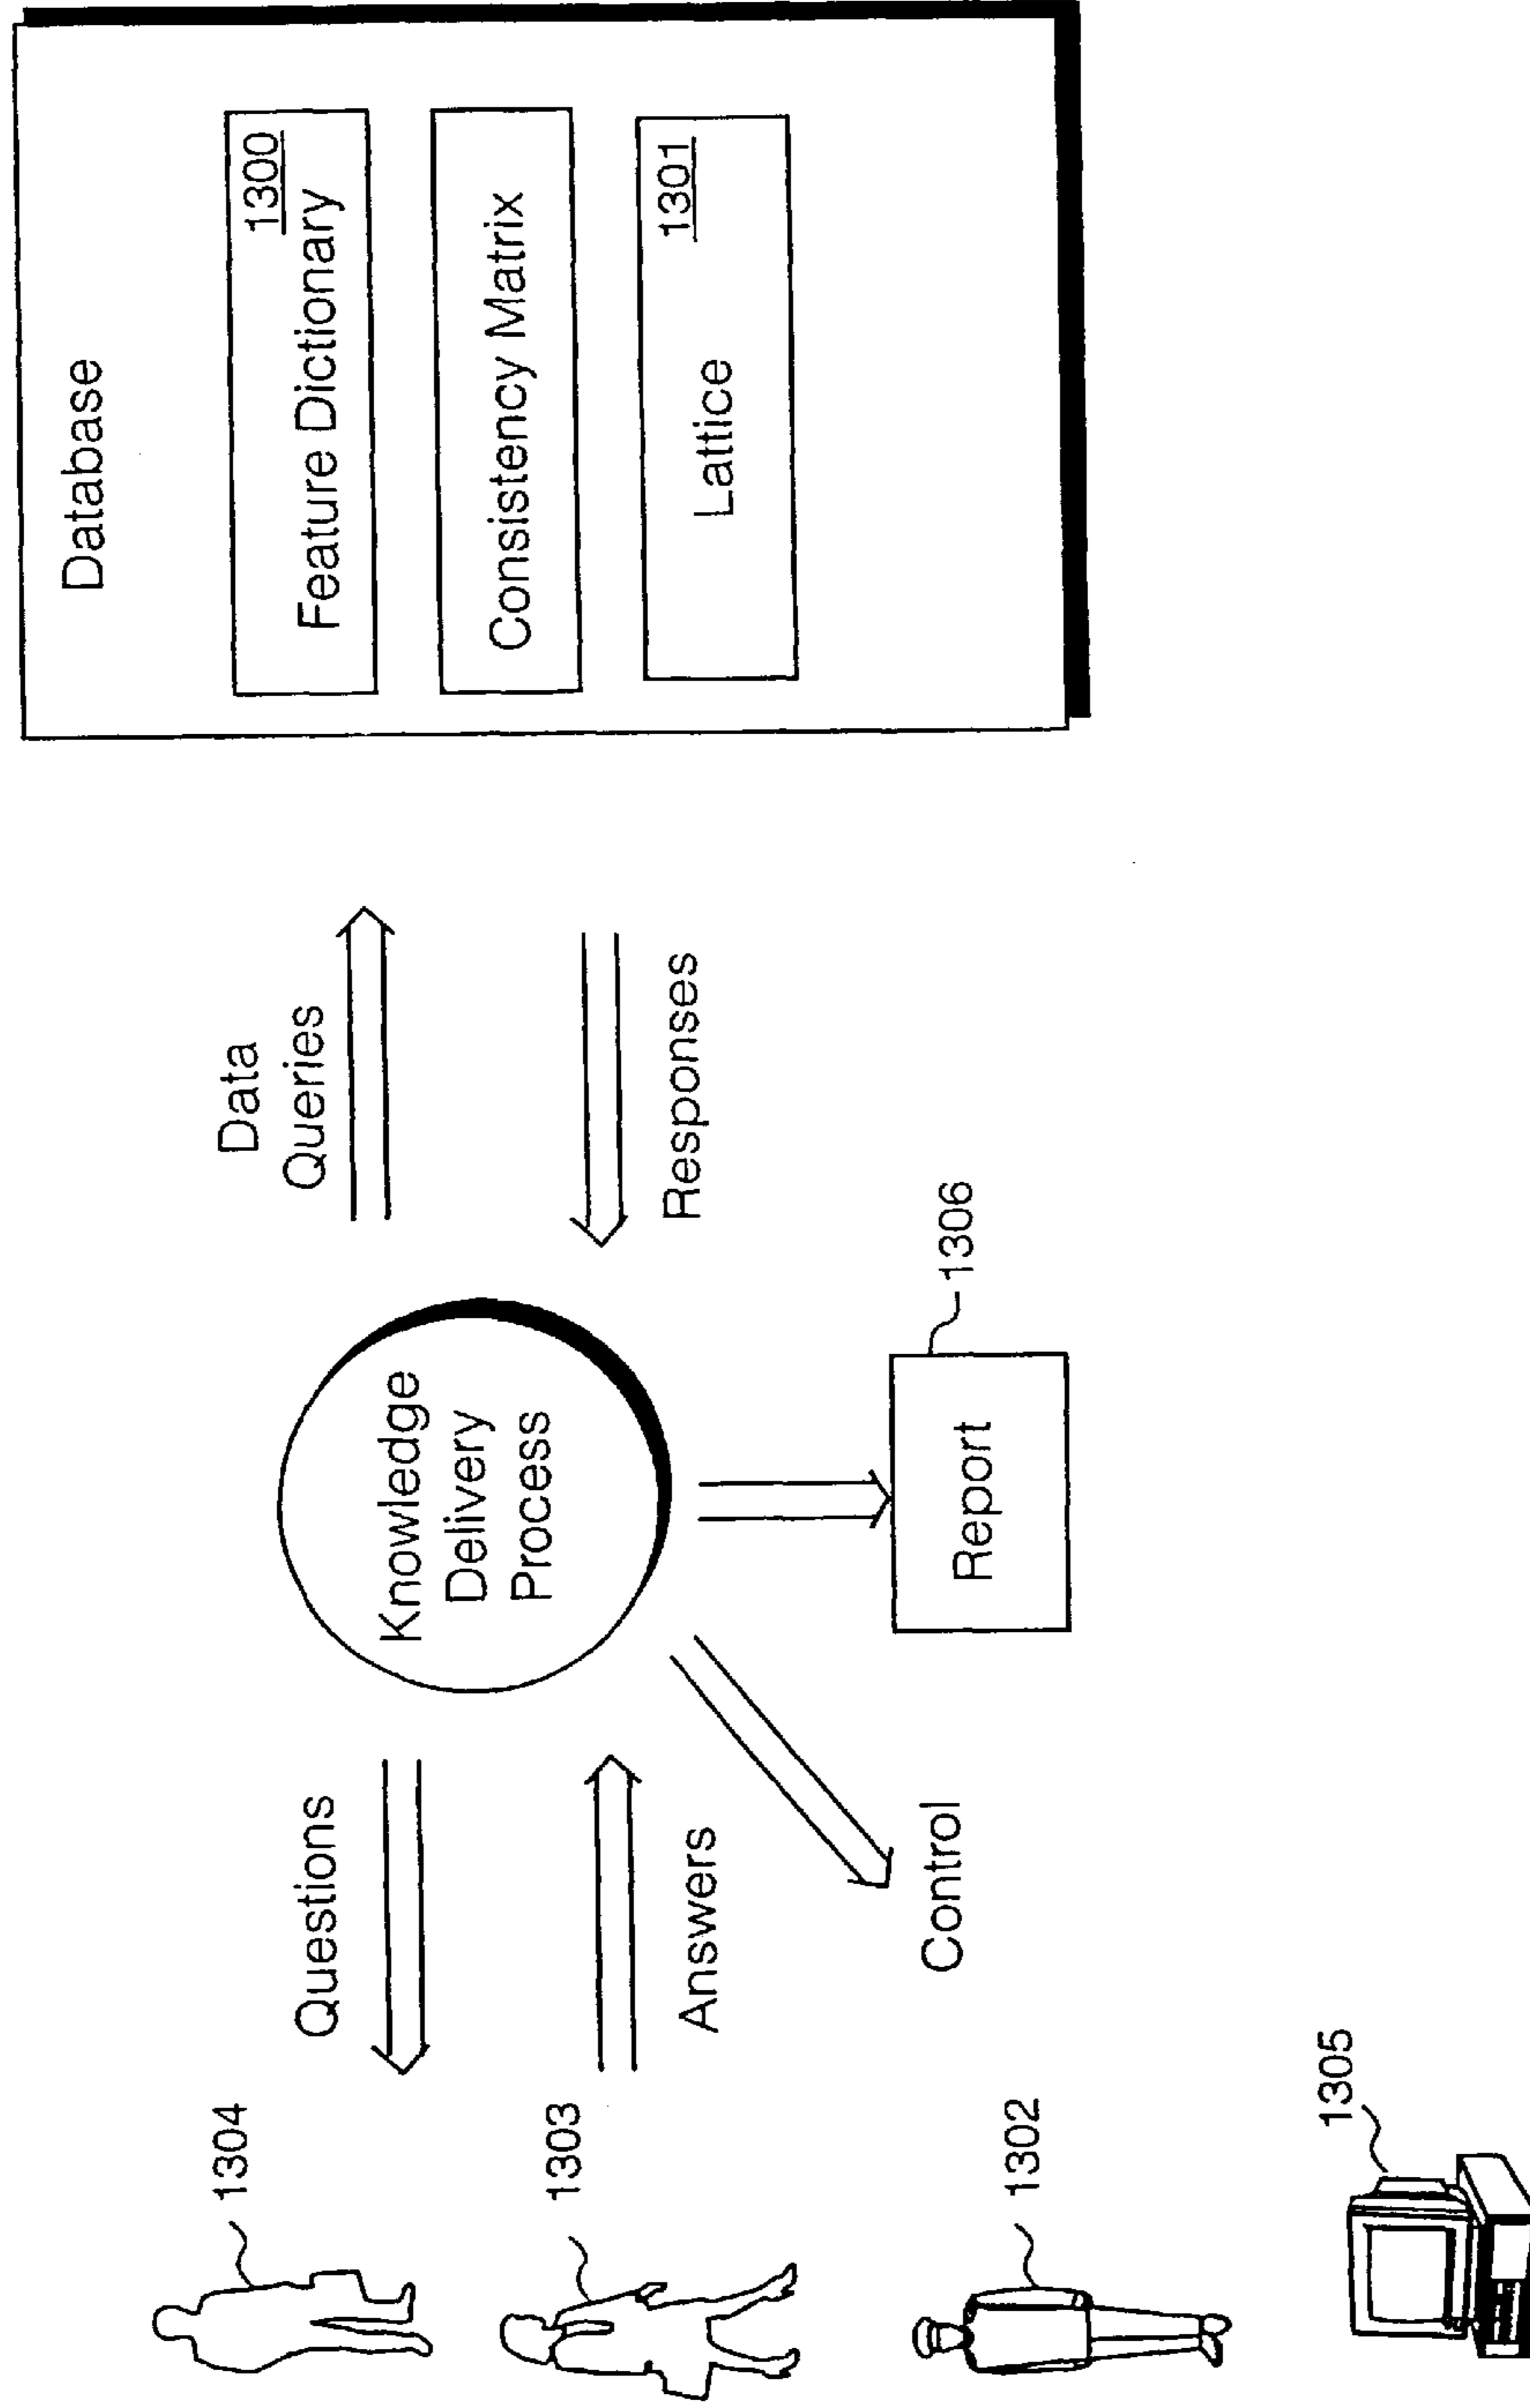 1304
Questions
1303
Answers
1302
Control
1305
Knowledge
Delivery
Process
Report
1306
Data
Queries
Responses
Database
1300
Feature Dictionary
Consistency Matrix
1301
Lattice